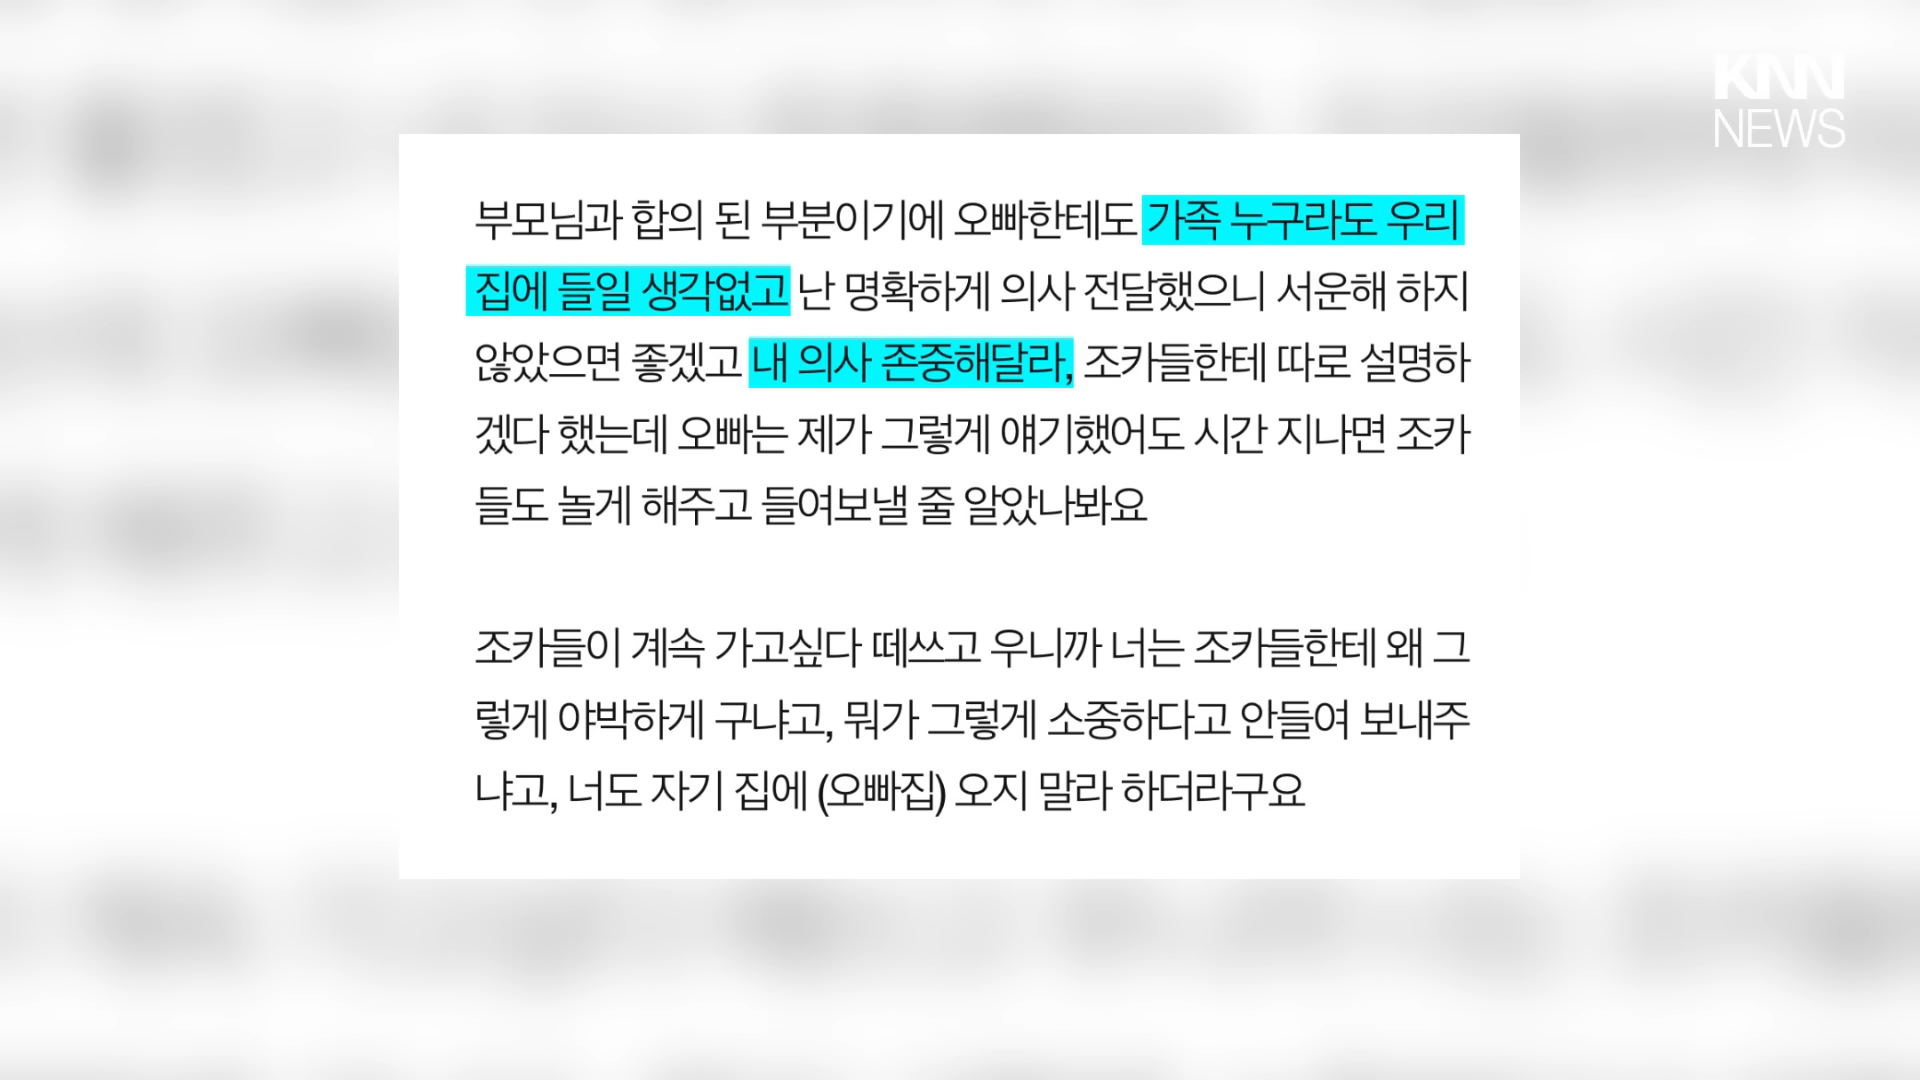 KNN
NEWS
부모님과 합의 된 부분이기에 오빠한테도 가족 누구라도 우리
집에 들일 생각없고 난 명확하게 의사 전달했으니 서운해 하지
않았으면 좋겠고 내 의사 존중해달라, 조카들한테 따로 설명하
겠다 했는데 오빠는 제가 그렇게 얘기했어도 시간 지나면 조카
들도 놀게 해주고 들여보낼 줄 알았나봐요
조카들이 계속 가고싶다 떼쓰고 우니까 너는 조카들한테 왜 그
렇게 야박하게 구냐고, 뭐가 그렇게 소중하다고 안들여 보내주
냐고, 너도 자기 집에 (오빠집) 오지 말라 하더라구요